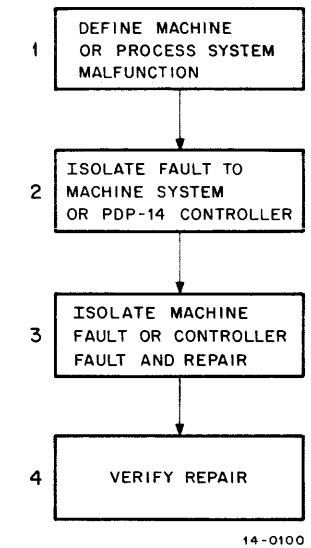 1
DEFINE MACHINE
OR PROCESS SYSTEM
MALFUNCTION
2
ISOLATE FAULT TO
MACHINE SYSTEM
OR PDP-14 CONTROLLER
3
ISOLATE MACHINE
FAULT OR CONTROLLER
FAULT AND REPAIR
4
VERIFY REPAIR
14-0100